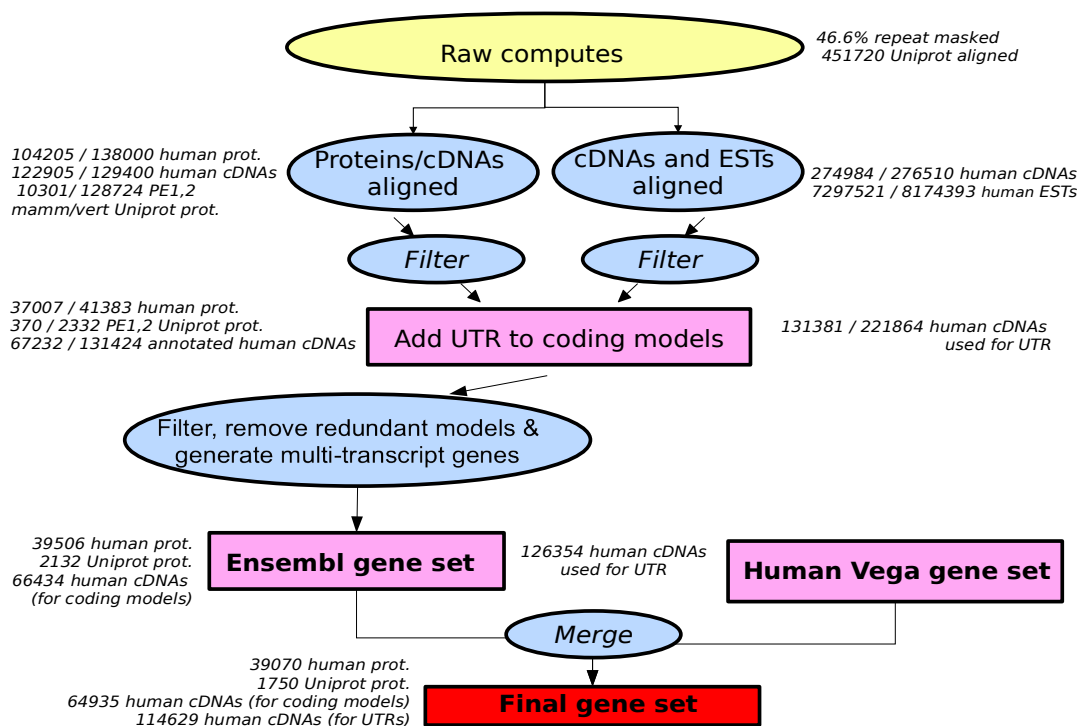 Raw computes
46.6% repeat masked
451720 Uniprot aligned
104205 / 138000 human prot.
122905 / 129400 human cDNAs
10301/ 128724 PE1,2
mamm/vert Uniprot prot.
Proteins/cDNAs
aligned
cDNAs and ESTs
aligned
274984 / 276510 human cDNAs
7297521 / 8174393 human ESTs
Filter
Filter
37007 / 41383 human prot.
370 / 2332 PE1,2 Uniprot prot.
67232 / 131424 annotated human cDNAs
Add UTR to coding models
131381 / 221864 human cDNAs
used for UTR
Filter, remove redundant models &
generate multi-transcript genes
39506 human prot.
2132 Uniprot prot.
66434 human cDNAs
(for coding models)
Ensembl gene set
126354 human cDNAs
used for UTR
Human Vega gene set
Merge
39070 human prot.
1750 Uniprot prot.
64935 human cDNAs (for coding models)
114629 human cDNAs (for UTRs)
Final gene set